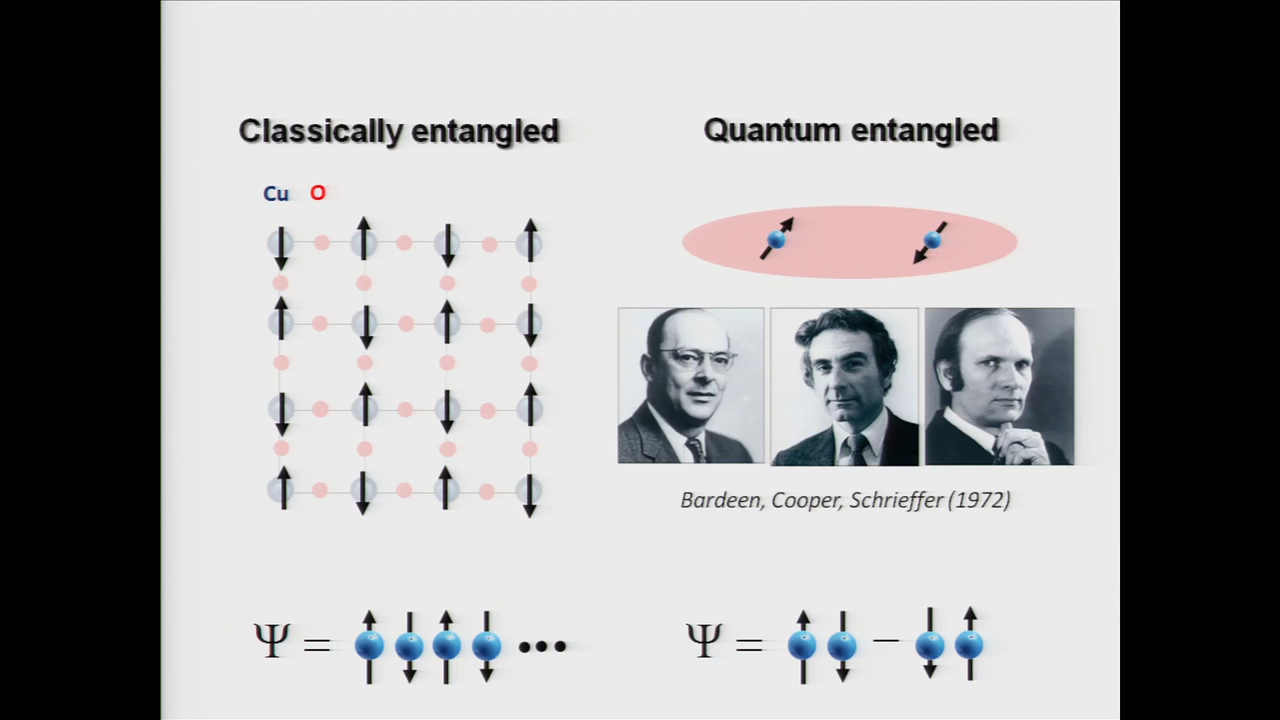 Classically entangled
Quantum entangled
Cu O
Bardeen, Cooper, Schrieffer (1972)
Ψ = •••
Ψ = −